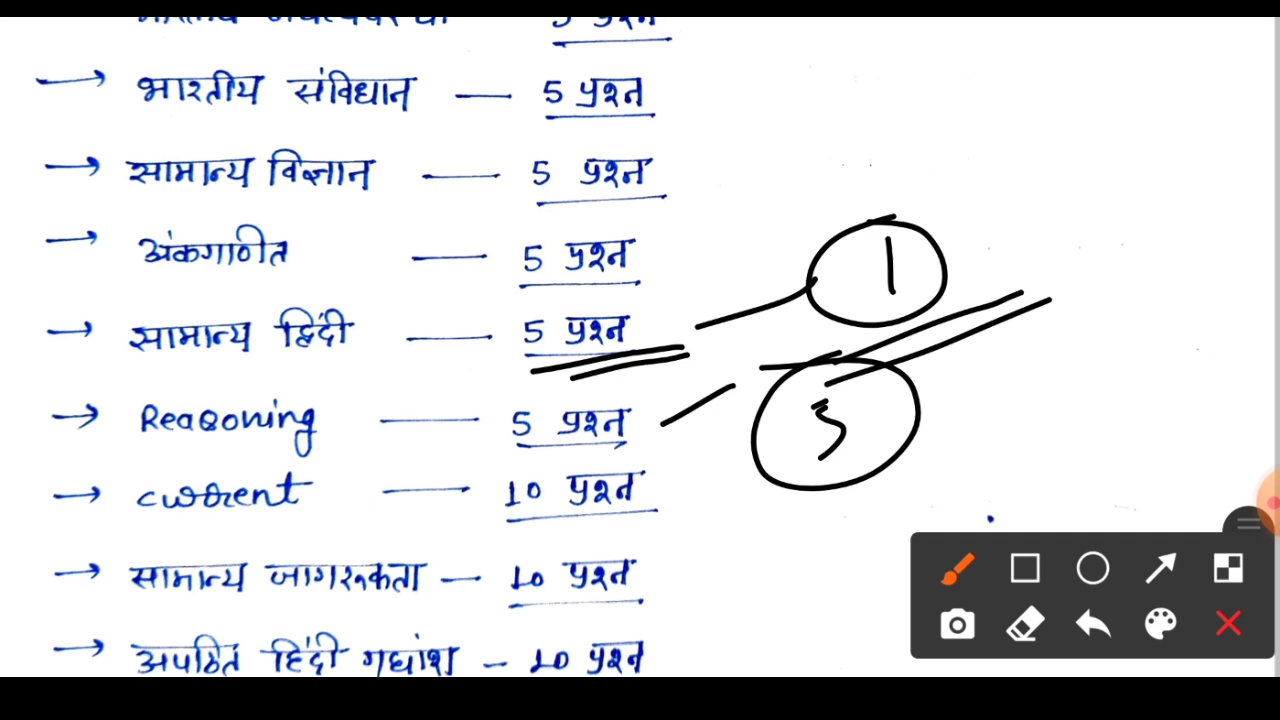 5 प्रश्न
→ भारतीय संविधान — 5 प्रश्न
→ सामान्य विज्ञान — 5 प्रश्न
→ अंकगणित — 5 प्रश्न
→ सामान्य हिंदी — 5 प्रश्न
→ Reasoning — 5 प्रश्न
→ current — 10 प्रश्न
→ सामान्य जागरूकता — 10 प्रश्न
→ अपठित हिंदी गद्यांश — 10 प्रश्न
1